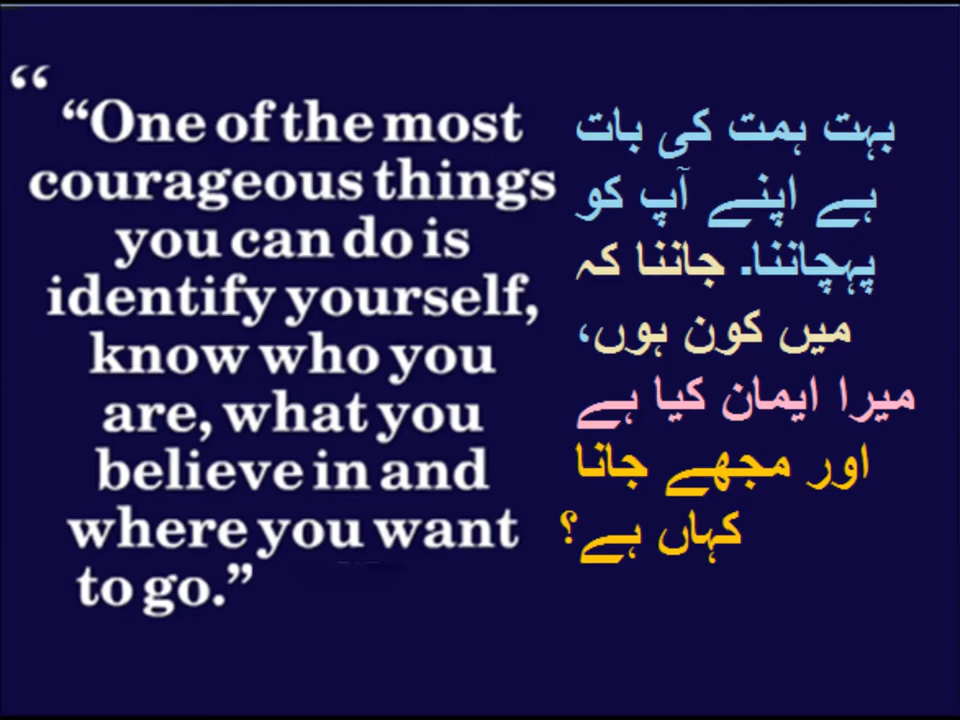 “
“One of the most
courageous things
you can do is
identify yourself,
know who you
are, what you
believe in and
where you want
to go.”
بہت ہمت کی بات
ہے اپنے آپ کو
پہچاننا۔ جاننا کہ
میں کون ہوں،
میرا ایمان کیا ہے
اور مجھے جانا
کہاں ہے؟